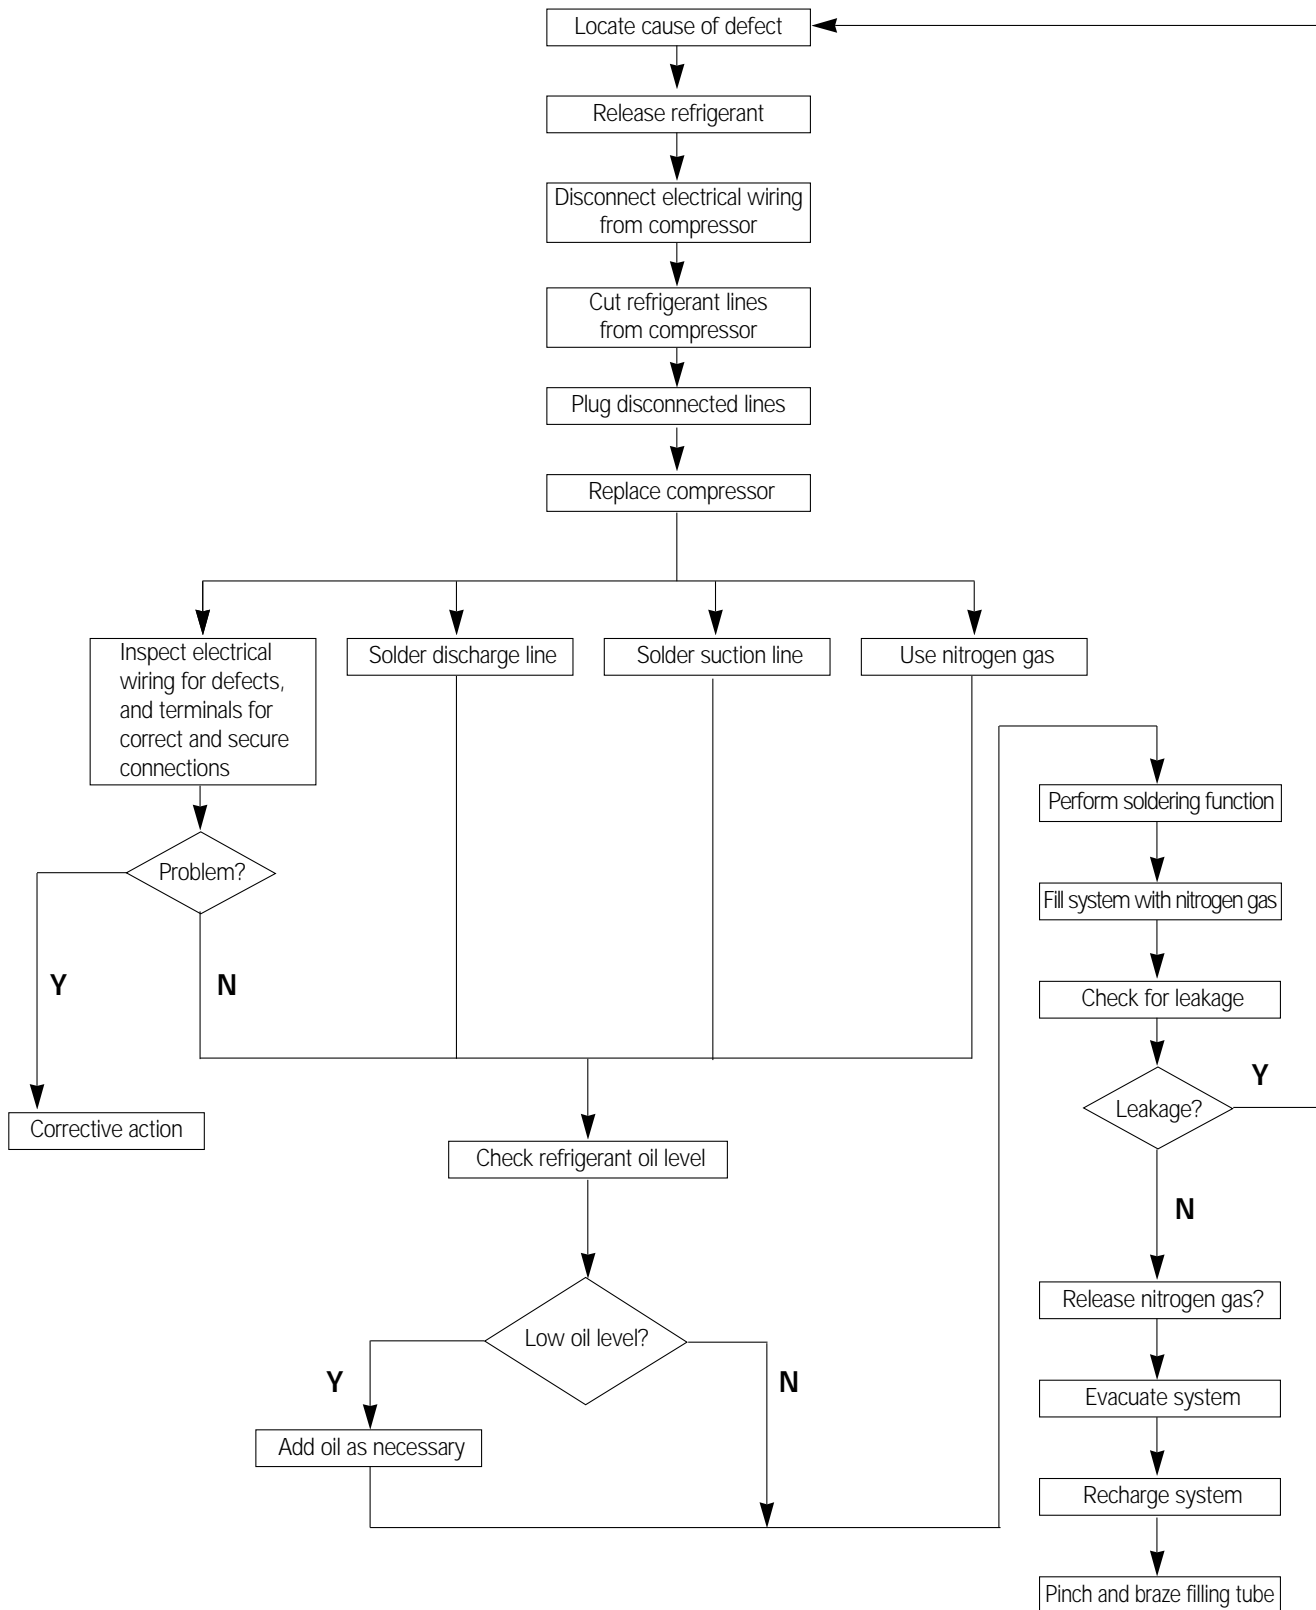 Locate cause of defect
Release refrigerant
Disconnect electrical wiring
from compressor
Cut refrigerant lines
from compressor
Plug disconnected lines
Replace compressor
Inspect electrical
wiring for defects,
and terminals for
correct and secure
connections
Solder discharge line
Solder suction line
Use nitrogen gas
Problem?
Y
N
Corrective action
Check refrigerant oil level
Low oil level?
Y
N
Add oil as necessary
Perform soldering function
Fill system with nitrogen gas
Check for leakage
Leakage?
Y
N
Release nitrogen gas?
Evacuate system
Recharge system
Pinch and braze filling tube